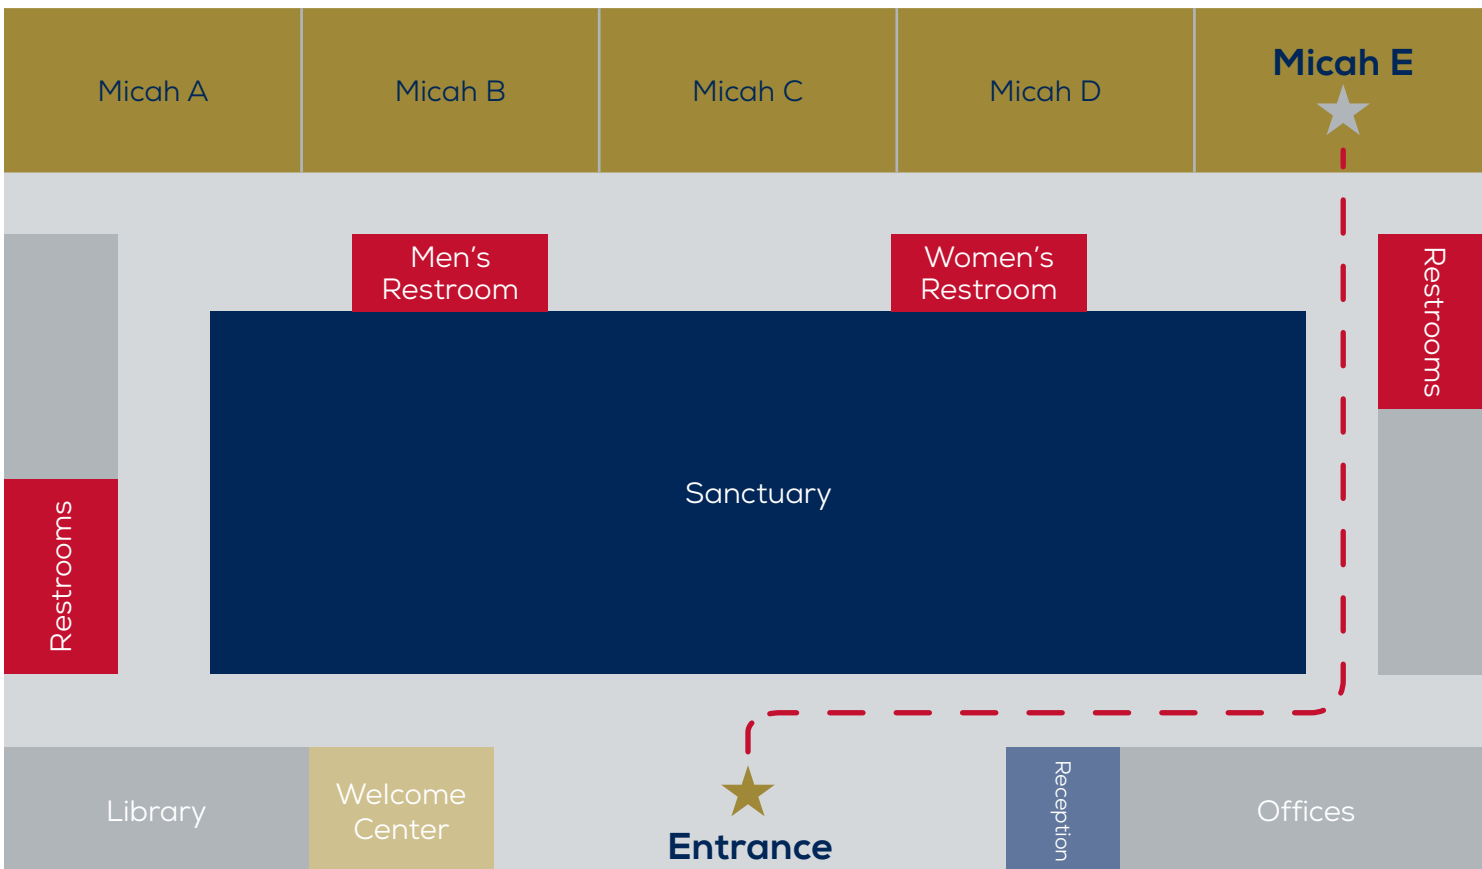 Micah A
Micah B
Micah C
Micah D
Micah E
Men's
Restroom
Women's
Restroom
Restrooms
Sanctuary
Restrooms
Library
Welcome
Center
Entrance
Reception
Offices